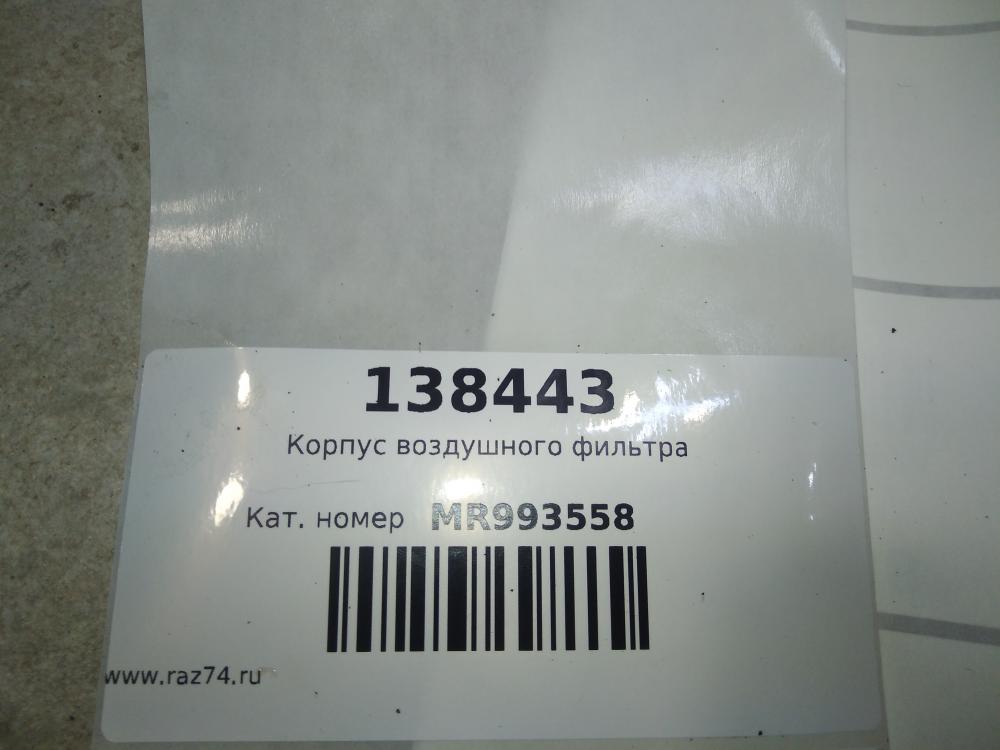 138443
Корпус воздушного фильтра
Кат. номер MR993558
www.raz74.ru